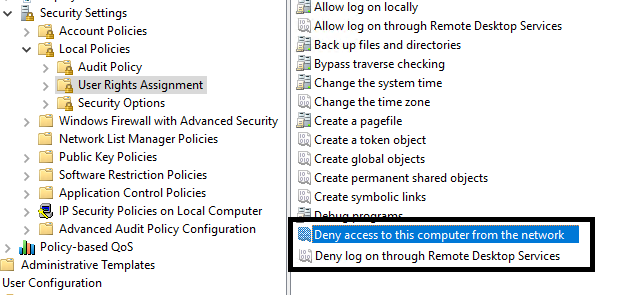 Security Settings
Account Policies
Local Policies
Audit Policy
User Rights Assignment
Security Options
Windows Firewall with Advanced Security
Network List Manager Policies
Public Key Policies
Software Restriction Policies
Application Control Policies
IP Security Policies on Local Computer
Advanced Audit Policy Configuration
Policy-based QoS
Administrative Templates
User Configuration
Allow log on locally
Allow log on through Remote Desktop Services
Back up files and directories
Bypass traverse checking
Change the system time
Change the time zone
Create a pagefile
Create a token object
Create global objects
Create permanent shared objects
Create symbolic links
Debug programs
Deny access to this computer from the network
Deny log on through Remote Desktop Services